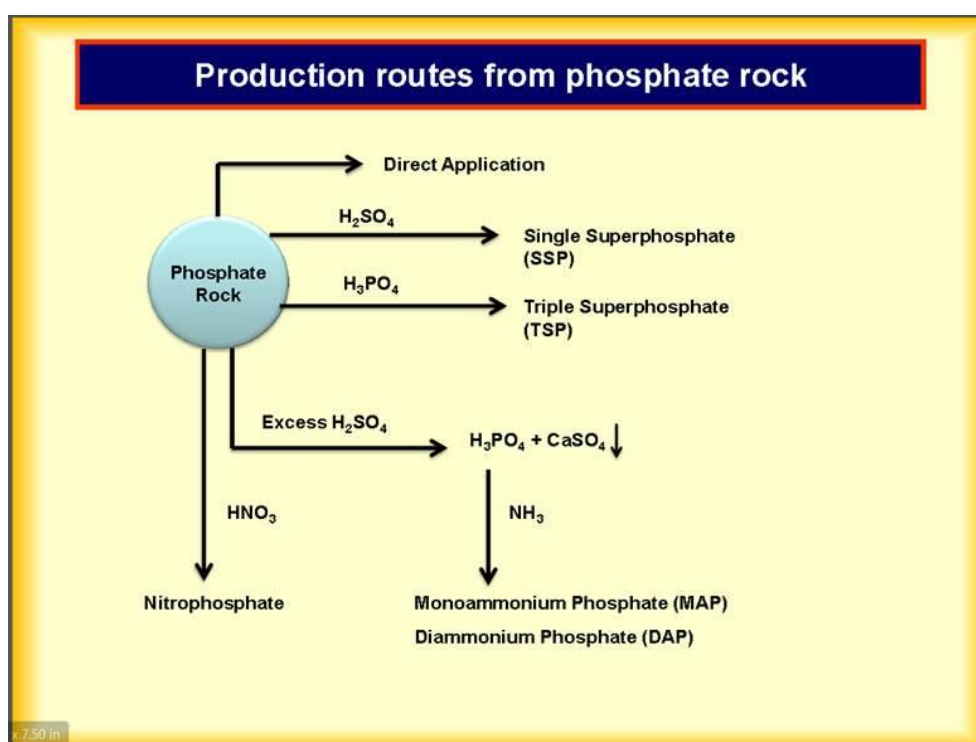 Production routes from phosphate rock
Direct Application
H₂SO₄
Single Superphosphate
(SSP)
Phosphate
Rock
H₃PO₄
Triple Superphosphate
(TSP)
Excess H₂SO₄
H₃PO₄ + CaSO₄↓
HNO₃
NH₃
Nitrophosphate
Monoammonium Phosphate (MAP)
Diammonium Phosphate (DAP)
x 7.50 in